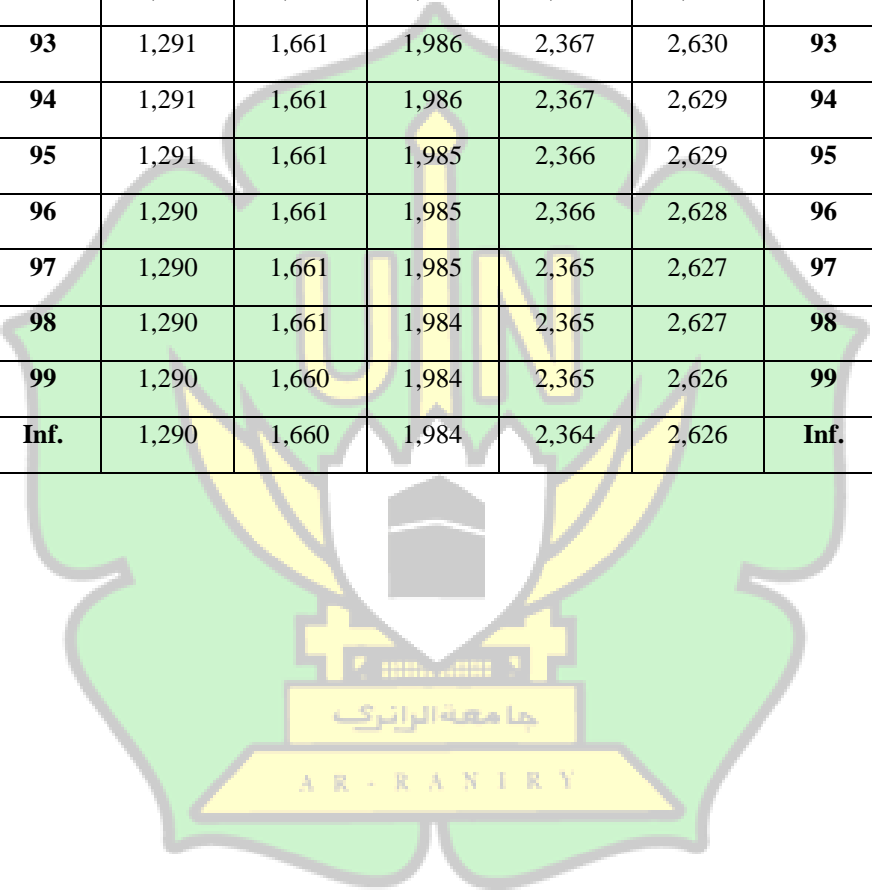 93 1,291 1,661 1,986 2,367 2,630 93
94 1,291 1,661 1,986 2,367 2,629 94
95 1,291 1,661 1,985 2,366 2,629 95
96 1,290 1,661 1,985 2,366 2,628 96
97 1,290 1,661 1,985 2,365 2,627 97
98 1,290 1,661 1,984 2,365 2,627 98
99 1,290 1,660 1,984 2,365 2,626 99
Inf. 1,290 1,660 1,984 2,364 2,626 Inf.
UIN
جامعة الرانرك
AR-RANIRY